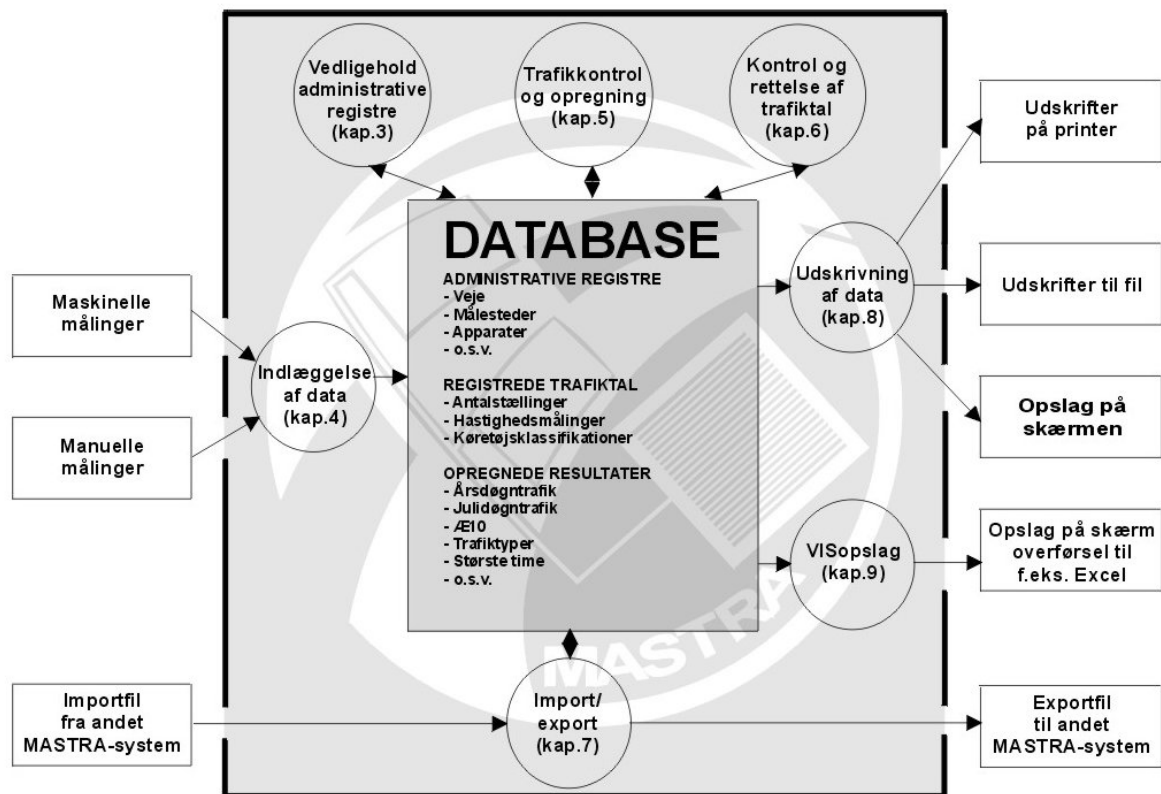 Vedligehold
administrative
registre
(kap.3)
Trafikkontrol
og opregning
(kap.5)
Kontrol og
rettelse af
trafiktal
(kap.6)
Udskrifter
på printer
Maskinelle
målinger
Manuelle
målinger
Indlæggelse
af data
(kap.4)
DATABASE
ADMINISTRATIVE REGISTRE
- Veje
- Målesteder
- Apparater
- o.s.v.
REGISTREDE TRAFIKTAL
- Antalstællinger
- Hastighedsmålinger
- Køretøjsklassifikationer
OPREGNEDE RESULTATER
- Årsdøgntrafik
- Julidøgntrafik
- Æ10
- Trafiktyper
- Største time
- o.s.v.
Udskrivning
af data
(kap.8)
Udskrifter til fil
Opslag på
skærmen
VISopslag
(kap.9)
Opslag på skærm
overførsel til
f.eks. Excel
MASTRA
Importfil
fra andet
MASTRA-system
Import/
export
(kap.7)
Exportfil
til andet
MASTRA-system